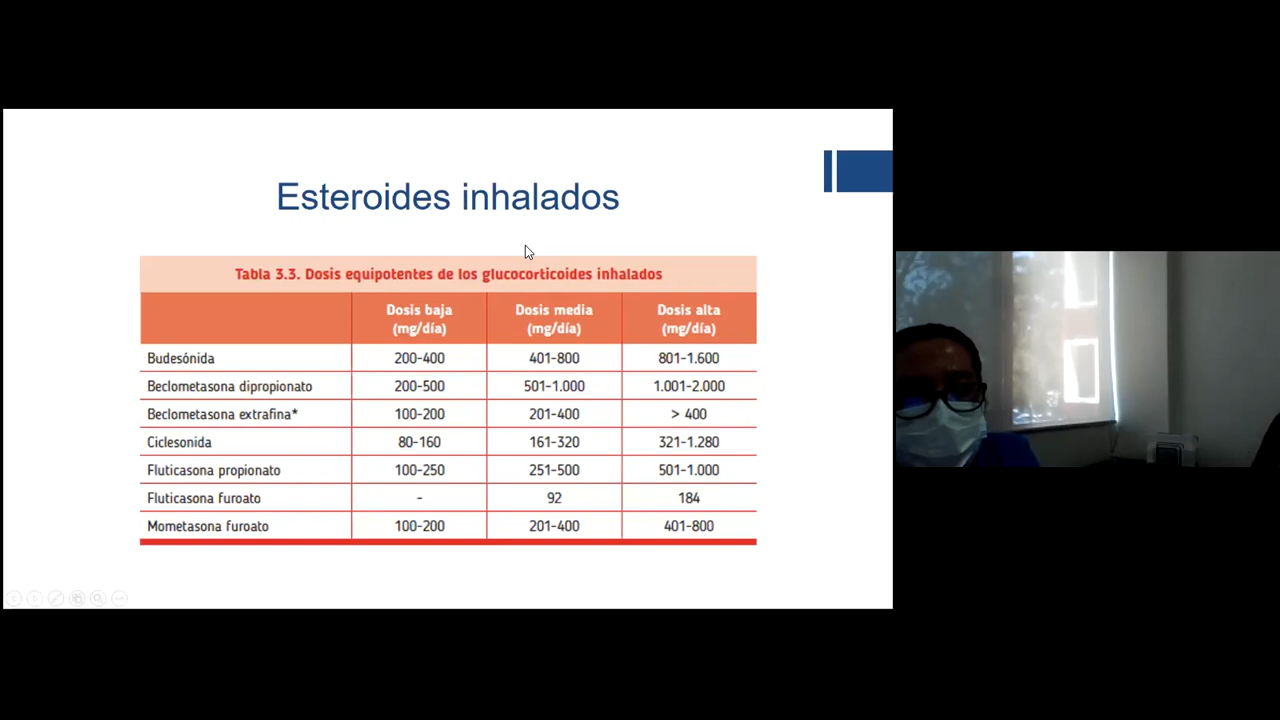 Esteroides inhalados
Tabla 3.3. Dosis equipotentes de los glucocorticoides inhalados
Dosis baja (mg/día) Dosis media (mg/día) Dosis alta (mg/día)
Budesónida 200-400 401-800 801-1.600
Beclometasona dipropionato 200-500 501-1.000 1.001-2.000
Beclometasona extrafina* 100-200 201-400 > 400
Ciclesonida 80-160 161-320 321-1.280
Fluticasona propionato 100-250 251-500 501-1.000
Fluticasona furoato - 92 184
Mometasona furoato 100-200 201-400 401-800